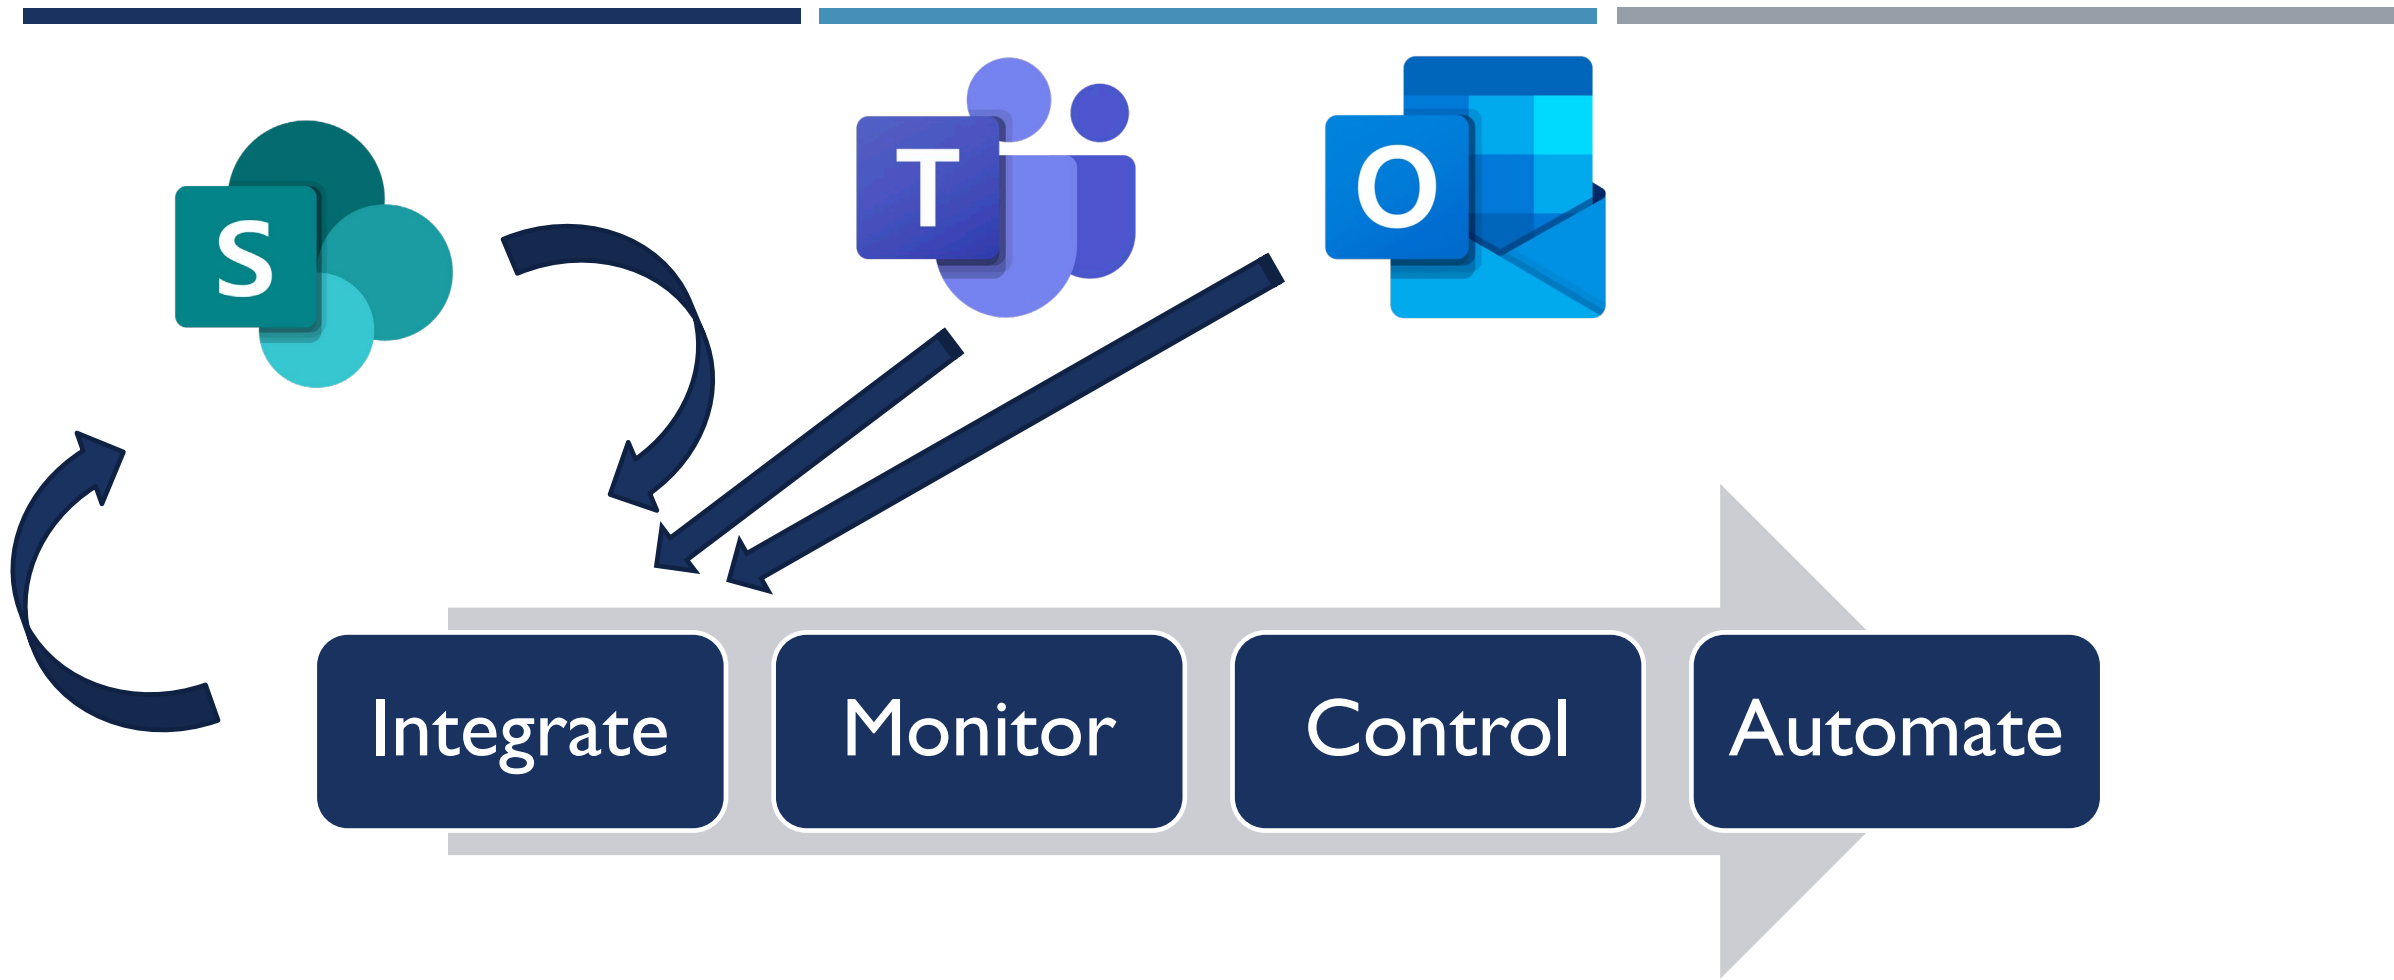 S
T
O
Integrate
Monitor
Control
Automate